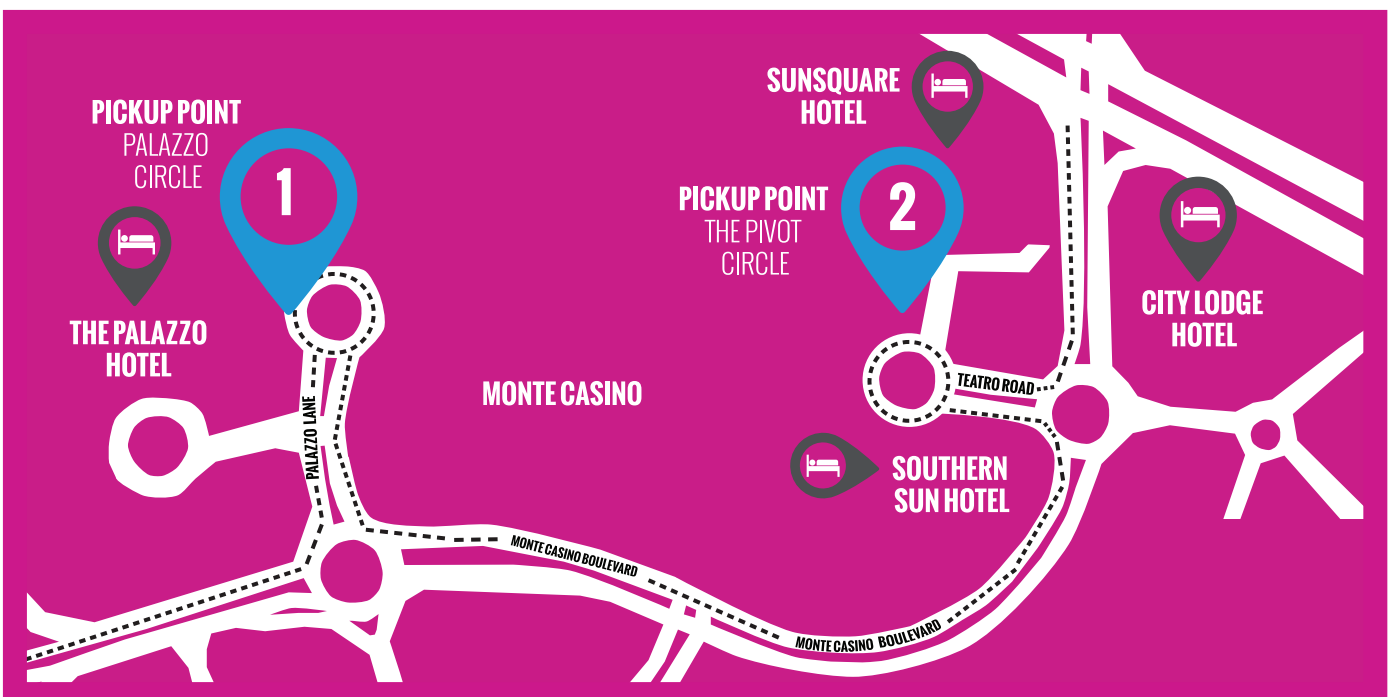 PICKUP POINT
PALAZZO
CIRCLE
1
THE PALAZZO
HOTEL
PALAZZO LANE
MONTE CASINO
SUNSQUARE
HOTEL
PICKUP POINT
THE PIVOT
CIRCLE
2
CITY LODGE
HOTEL
TEATRO ROAD
SOUTHERN
SUN HOTEL
MONTE CASINO BOULEVARD
MONTE CASINO BOULEVARD